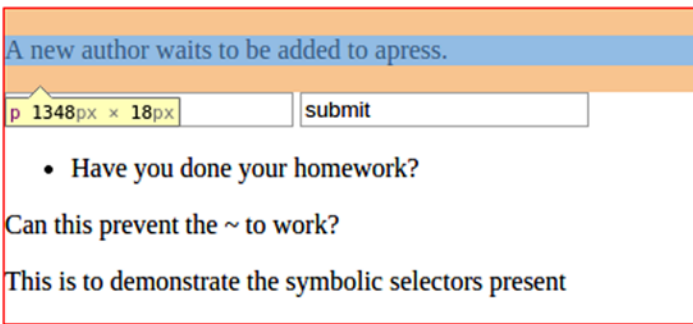 A new author waits to be added to apress.
p 1348px × 18px
submit
• Have you done your homework?
Can this prevent the ~ to work?
This is to demonstrate the symbolic selectors present